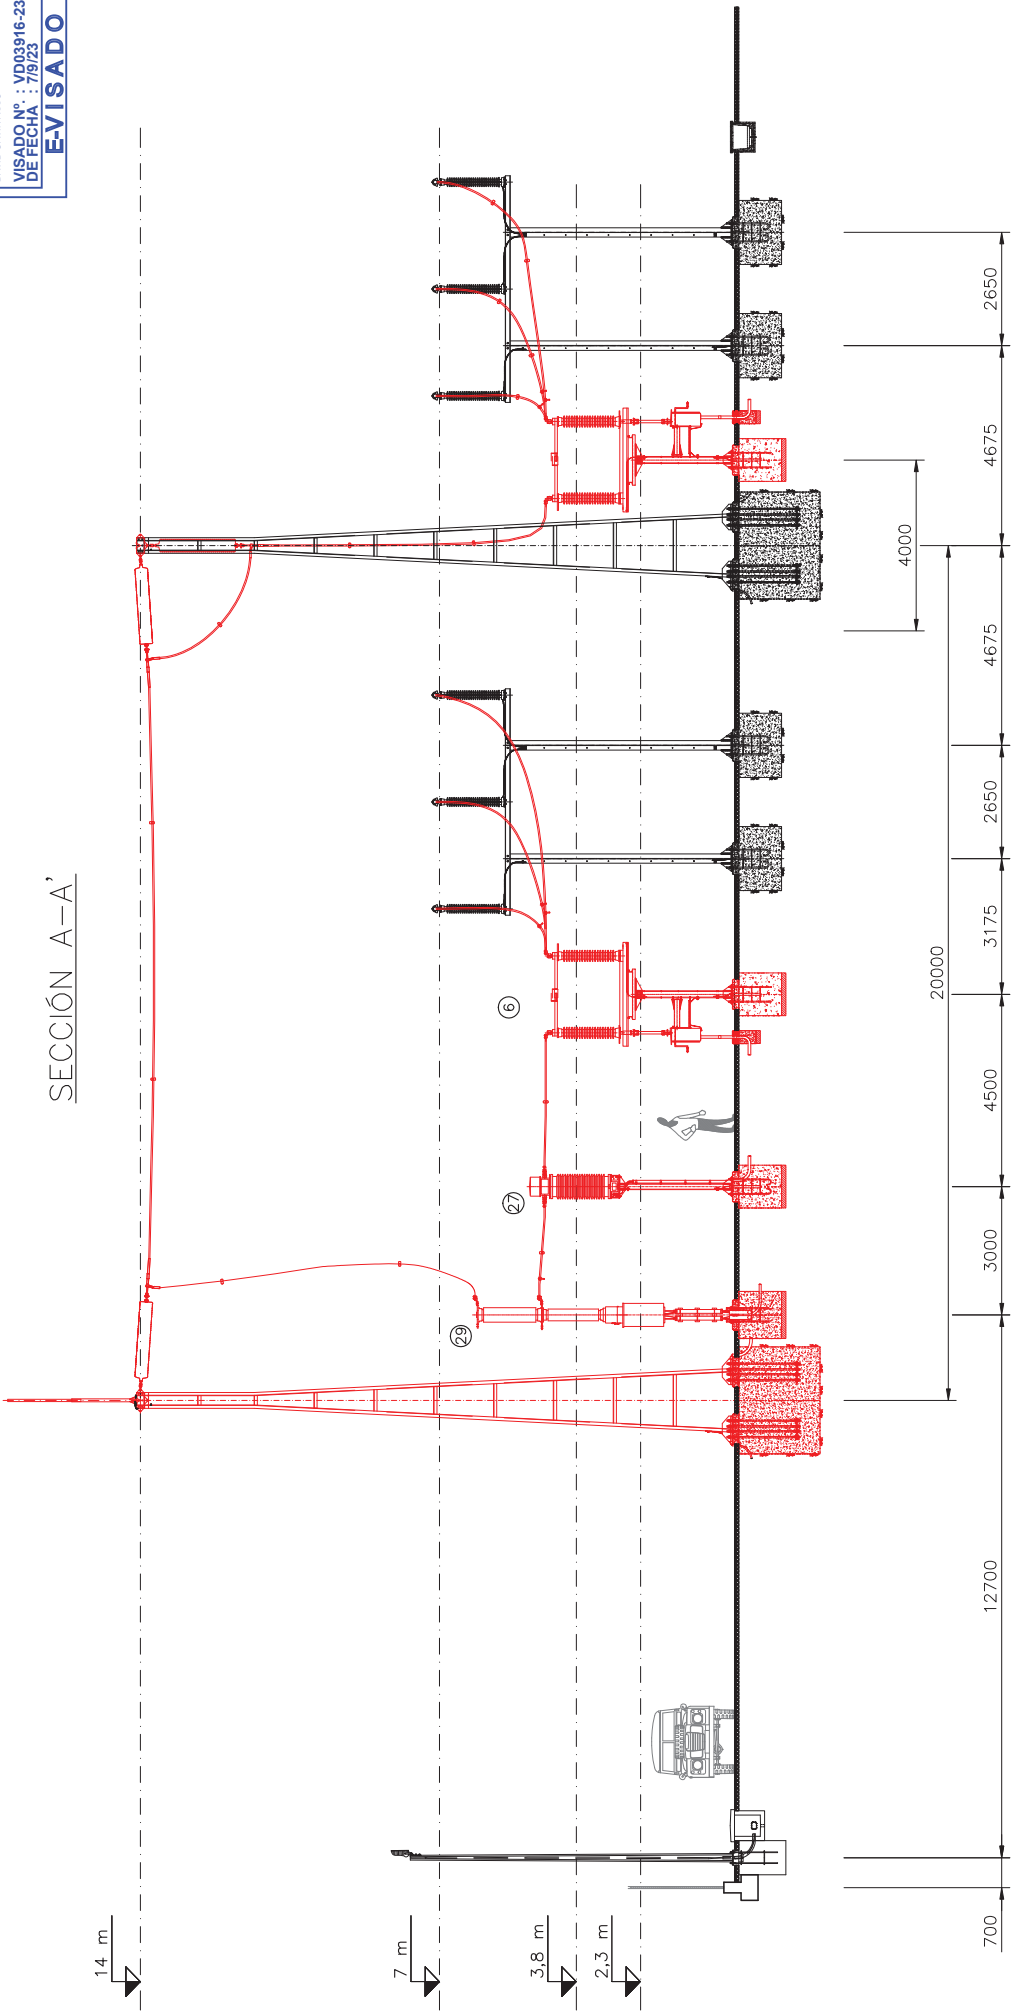 VISADO Nº. : VD03916-23
DE FECHA : 7/9/23
E-VISADO
SECCIÓN A-A'
14 m
7 m
3,8 m
2,3 m
29
27
6
700
12700
3000
4500
3175
2650
4675
4675
2650
20000
4000